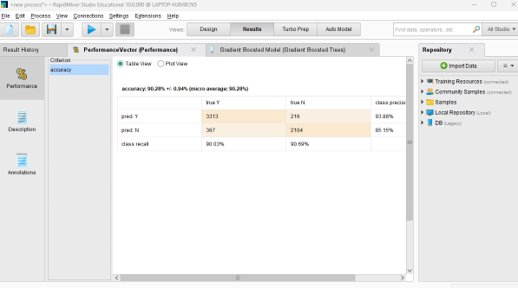 <new process*> – RapidMiner Studio Educational 10.0.000 @ LAPTOP-HJ6V8CN5
File Edit Process View Connections Settings Extensions Help
Views: Design Results Turbo Prep Auto Model
Find data, operators...etc
All Studio
Result History
PerformanceVector (Performance)
Gradient Boosted Model (Gradient Boosted Trees)
Repository
Criterion
accuracy
Table View Plot View
Import Data
Performance
accuracy: 90.28% +/- 0.94% (micro average: 90.28%)
true Y true N class precisi
pred. Y 3313 216 93.88%
pred. N 367 2104 85.15%
class recall 90.03% 90.69%
Description
Annotations
Training Resources (connected)
Community Samples (connected)
Samples
Local Repository (Local)
DB (Legacy)